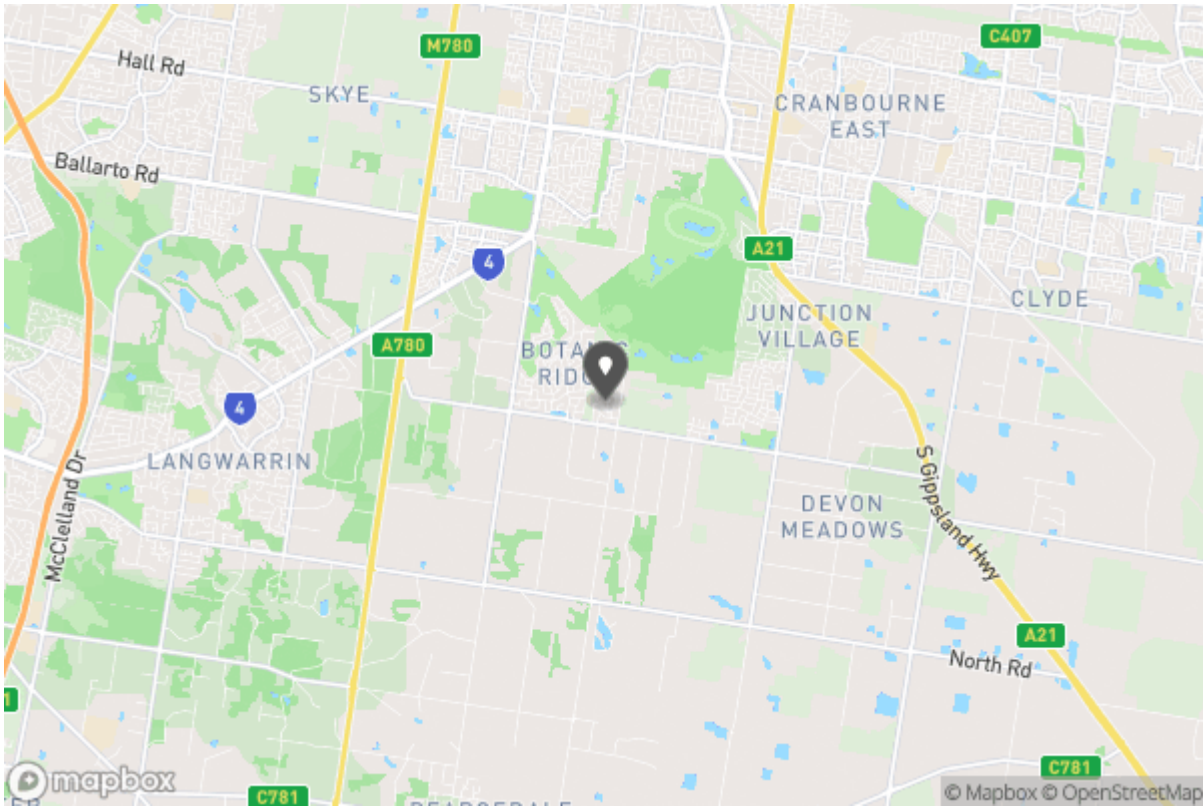 C407
M780
Hall Rd
SKYE
CRANBOURNE
EAST
Ballarto Rd
A21
4
CLYDE
JUNCTION
VILLAGE
A780
BOTANIC
RIDGE
4
LANGWARRIN
S Gippsland Hwy
McClelland Dr
DEVON
MEADOWS
A21
North Rd
1
C781
mapbox
C781
© Mapbox © OpenStreetMap